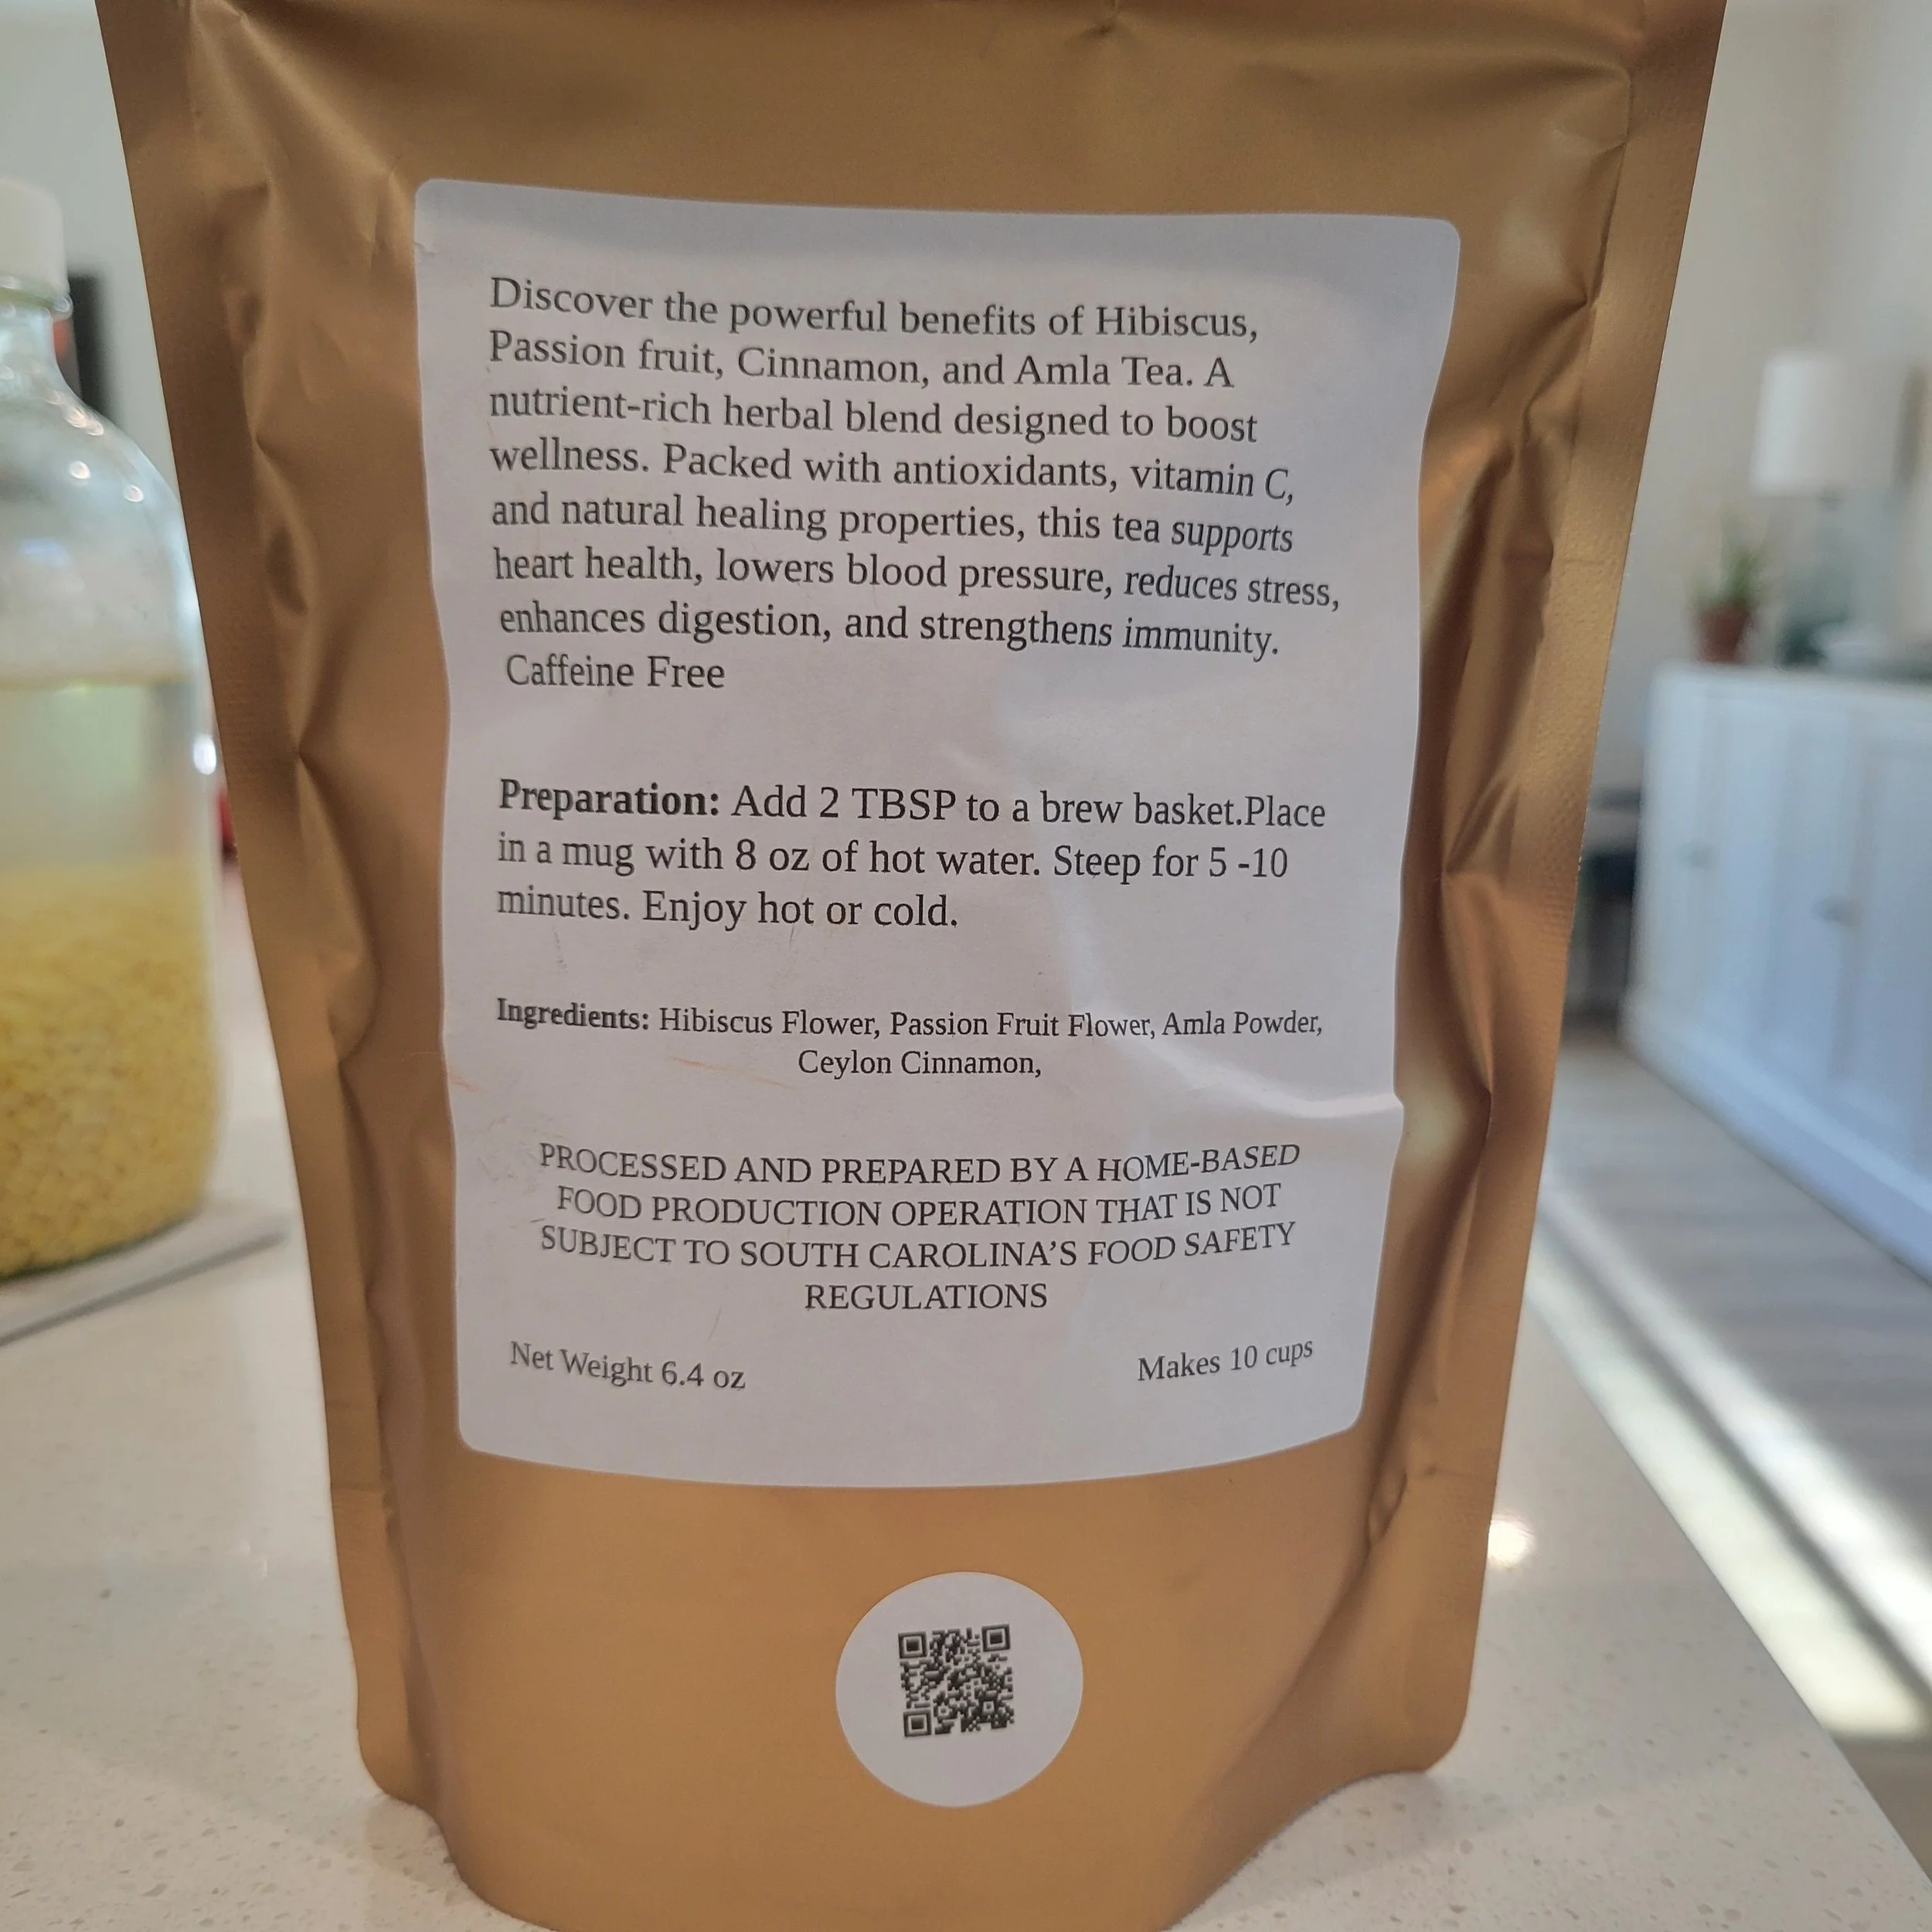 Discover the powerful benefits of Hibiscus,
Passion fruit, Cinnamon, and Amla Tea. A
nutrient-rich herbal blend designed to boost
wellness. Packed with antioxidants, vitamin C,
and natural healing properties, this tea supports
heart health, lowers blood pressure, reduces stress,
enhances digestion, and strengthens immunity.
Caffeine Free
Preparation: Add 2 TBSP to a brew basket.Place
in a mug with 8 oz of hot water. Steep for 5 -10
minutes. Enjoy hot or cold.
Ingredients: Hibiscus Flower, Passion Fruit Flower, Amla Powder,
Ceylon Cinnamon,
PROCESSED AND PREPARED BY A HOME-BASED
FOOD PRODUCTION OPERATION THAT IS NOT
SUBJECT TO SOUTH CAROLINA'S FOOD SAFETY
REGULATIONS
Net Weight 6.4 oz
Makes 10 cups